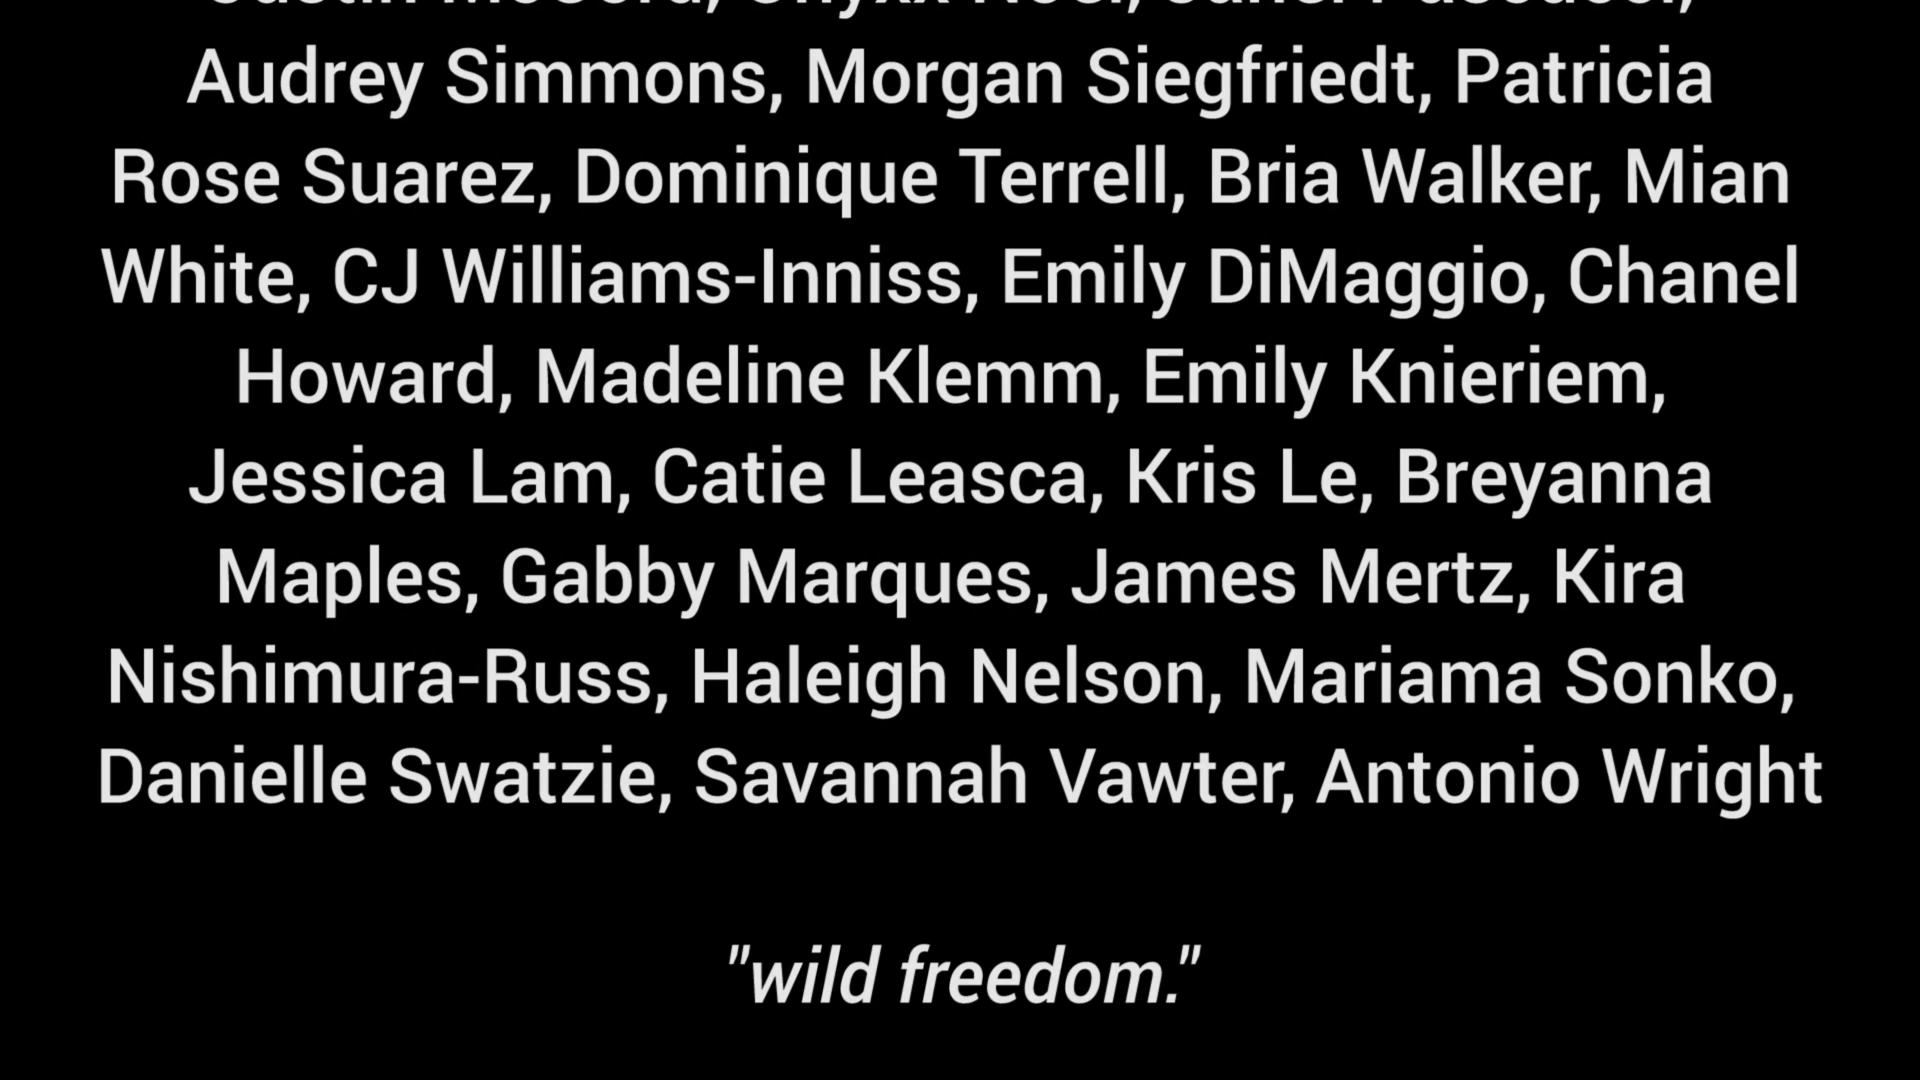 Audrey Simmons, Morgan Siegfriedt, Patricia
Rose Suarez, Dominique Terrell, Bria Walker, Mian
White, CJ Williams-Inniss, Emily DiMaggio, Chanel
Howard, Madeline Klemm, Emily Knieriem,
Jessica Lam, Catie Leasca, Kris Le, Breyanna
Maples, Gabby Marques, James Mertz, Kira
Nishimura-Russ, Haleigh Nelson, Mariama Sonko,
Danielle Swatzie, Savannah Vawter, Antonio Wright
"wild freedom."